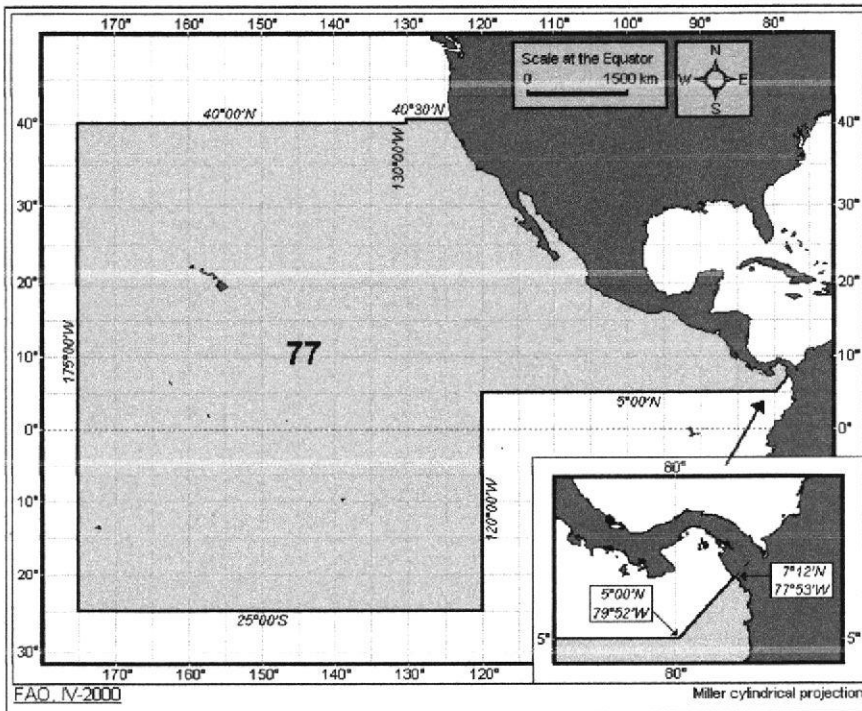 170° 160° 150° 140° 130° 120° 110° 100° 90° 80°
Scale at the Equator
0 1500 km
N
W E
S
40°00'N
40°30'N
40° 40°
130°00'W
30° 30°
20° 20°
77
175°00'W
10° 10°
5°00'N
0° 0°
120°00'W
10°
20°
25°00'S
30°
80°
7°12'N
77°53'W
5°00'N
79°52'W
5° 5°
80°
170° 160° 150° 140° 130° 120°
FAO, IV-2000
Miller cylindrical projection